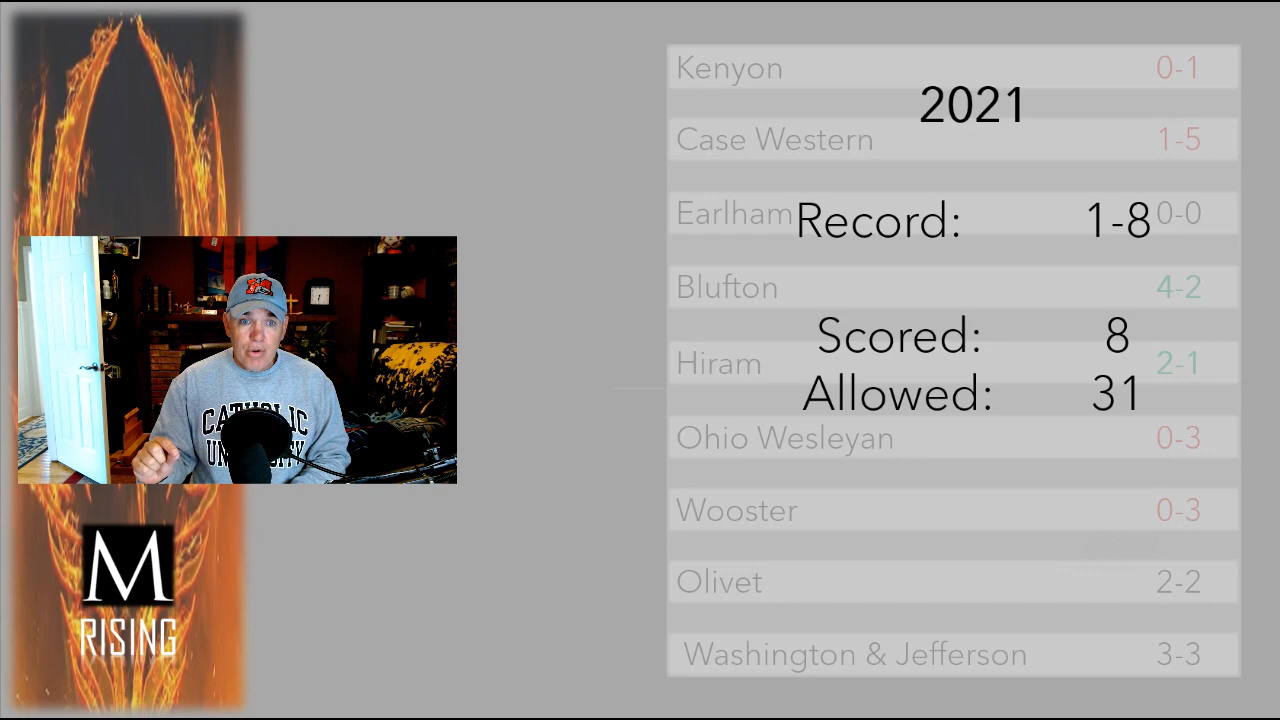 Kenyon 0-1
2021
Case Western 1-5
Earlham 0-0
Record: 1-8
Blufton 4-2
Scored: 8
Hiram 2-1
Allowed: 31
Ohio Wesleyan 0-3
Wooster 0-3
Olivet 2-2
Washington & Jefferson 3-3
CATHOLIC
UNIVERSITY
M
RISING